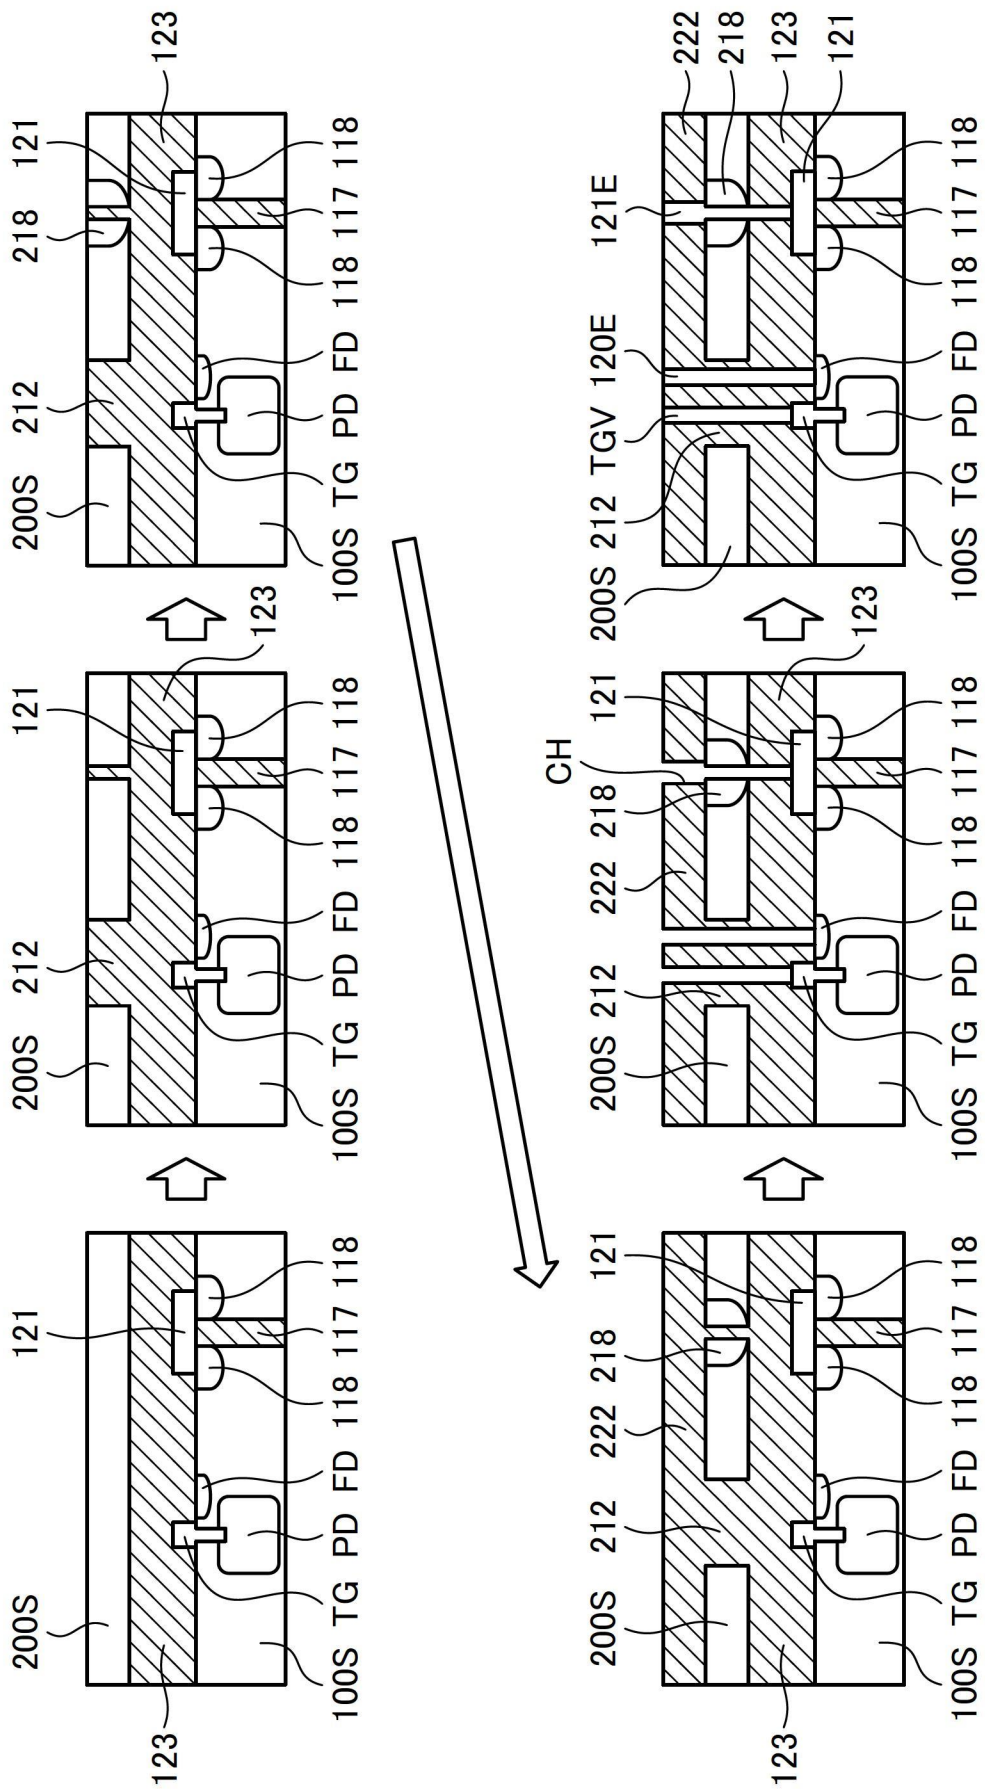 200S 121 200S 212 121 200S 212 218 121
123 123
123
100S TG PD FD 118 117 118 100S TG PD FD 118 117 118 100S TG PD FD 118 117 118
CH
200S 212 222 218 121 200S 212 222 218 121 200S 212 TGV 120E 121E 222
218
123 123
121
123
100S TG PD FD 118 117 118 100S TG PD FD 118 117 118 100S TG PD FD 118 117 118